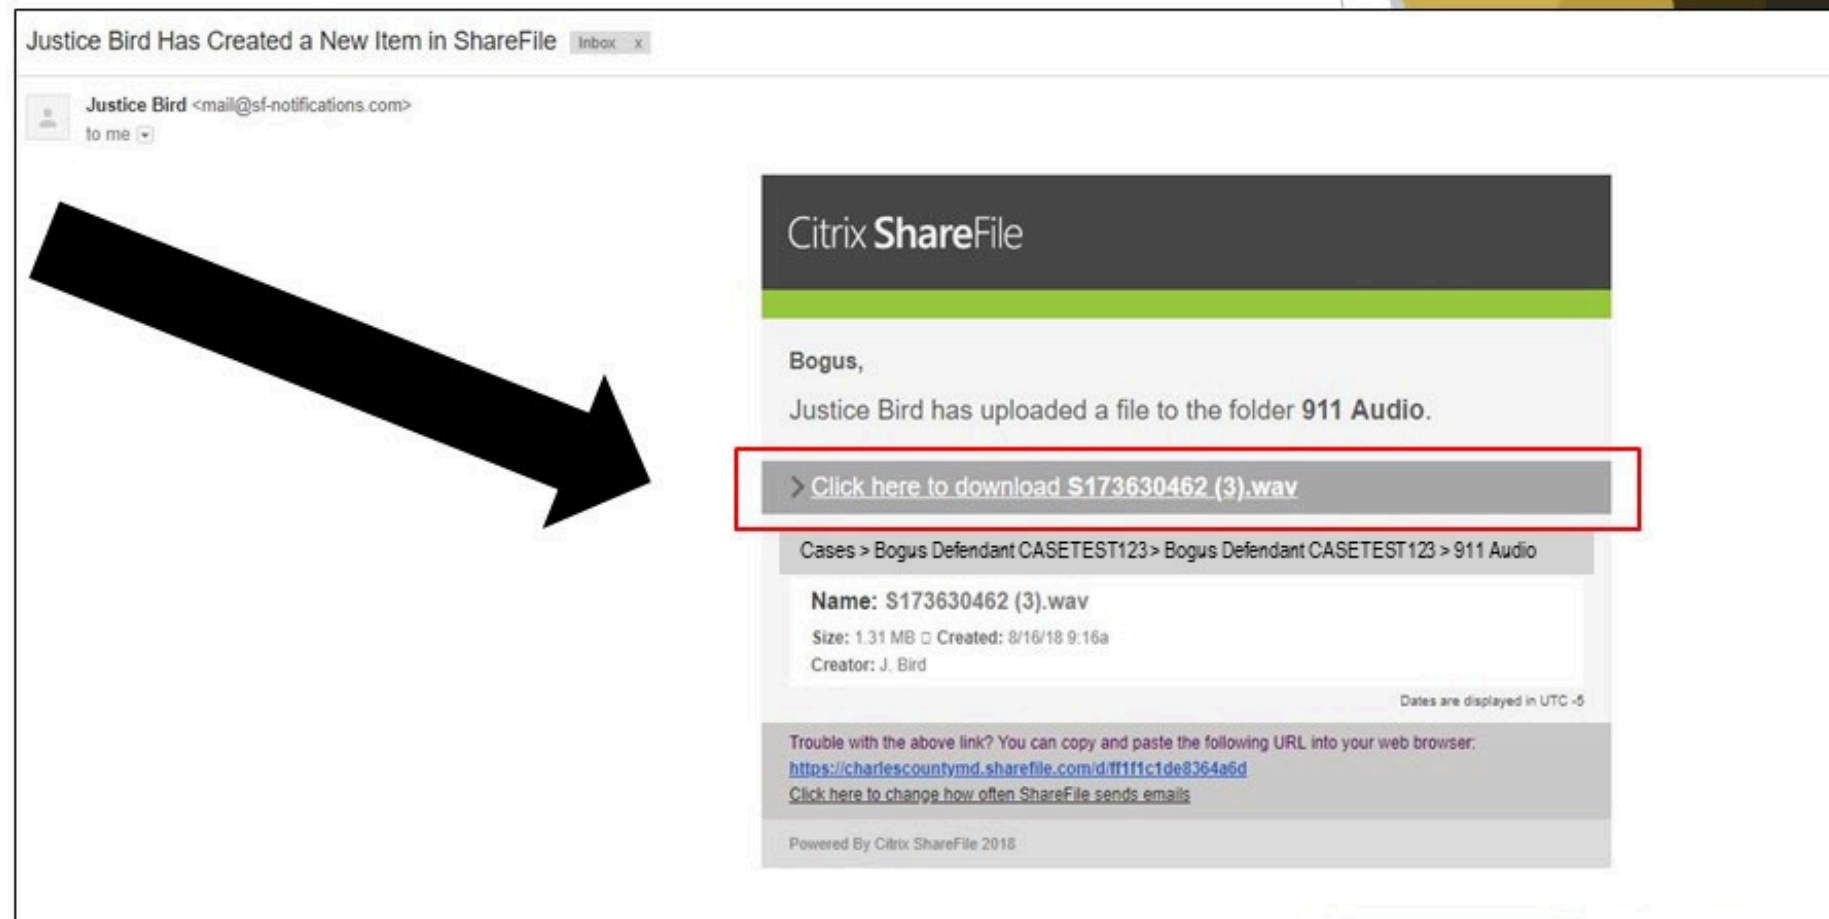 Justice Bird Has Created a New Item in ShareFile Inbox x
Justice Bird <mail@sf-notifications.com>
to me
Citrix ShareFile
Bogus,
Justice Bird has uploaded a file to the folder 911 Audio.
> Click here to download S173630462 (3).wav
Cases > Bogus Defendant CASETEST123 > Bogus Defendant CASETEST123 > 911 Audio
Name: S173630462 (3).wav
Size: 1.31 MB □ Created: 8/16/18 9:16a
Creator: J. Bird
Dates are displayed in UTC -5
Trouble with the above link? You can copy and paste the following URL into your web browser:
https://charlescountymd.sharefile.com/d/ff1f1c1de8364a6d
Click here to change how often ShareFile sends emails
Powered By Citrix ShareFile 2018